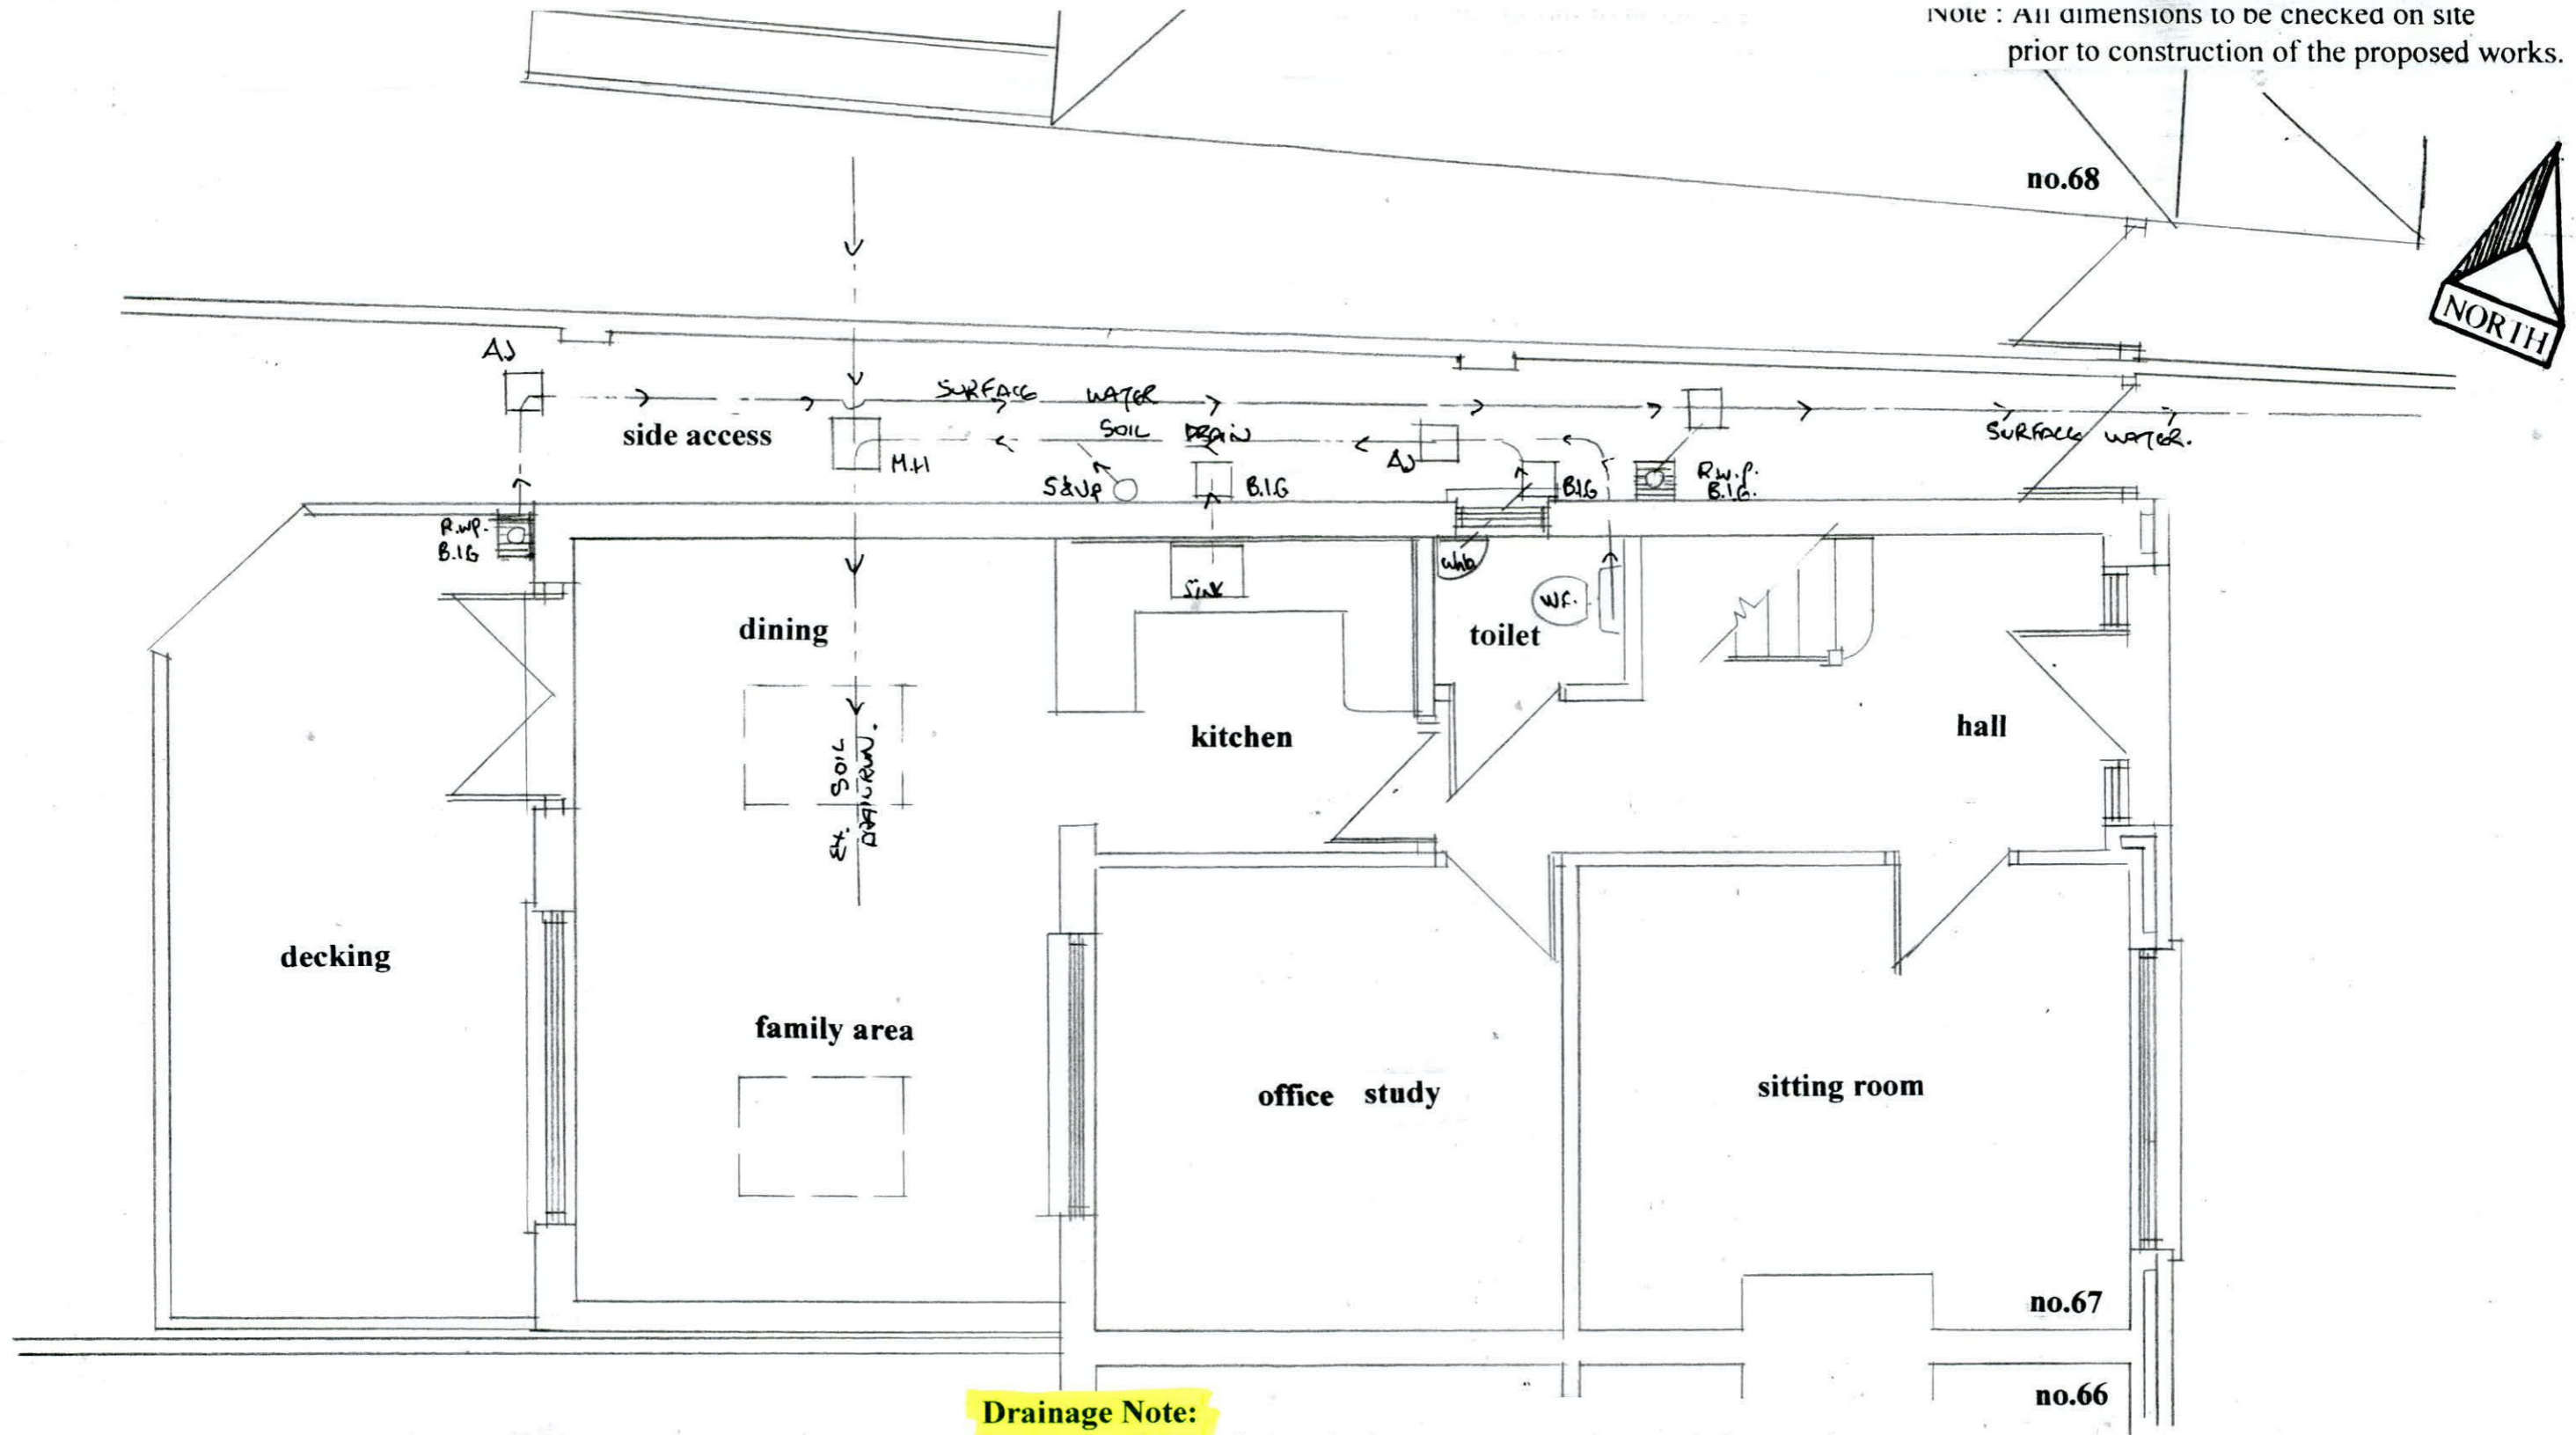 Note : All dimensions to be checked on site
prior to construction of the proposed works.
no.68
NORTH
AJ
SURFACE WATER
side access
SOIL DRAIN
SURFACE WATER.
M.H
AJ
S&VP
B.I.G
B.I.G
R.W.P.
B.I.G.
R.WP.
B.I.G
whb
SINK
W.C.
dining
toilet
hall
kitchen
EX. SOIL
DRAINRUN.
decking
family area
office study
sitting room
no.67
no.66
Drainage Note: